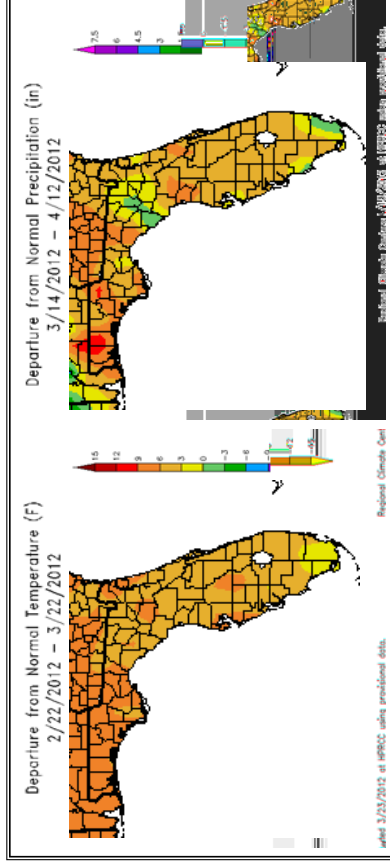 Departure from Normal Temperature (F)
2/22/2012 – 3/22/2012
15
12
9
6
3
0
-3
-6
Regional Climate Cent
ated 3/23/2012 at HPRCC using provisional data.
Departure from Normal Precipitation (in)
3/14/2012 – 4/12/2012
7.5
6
4.5
3